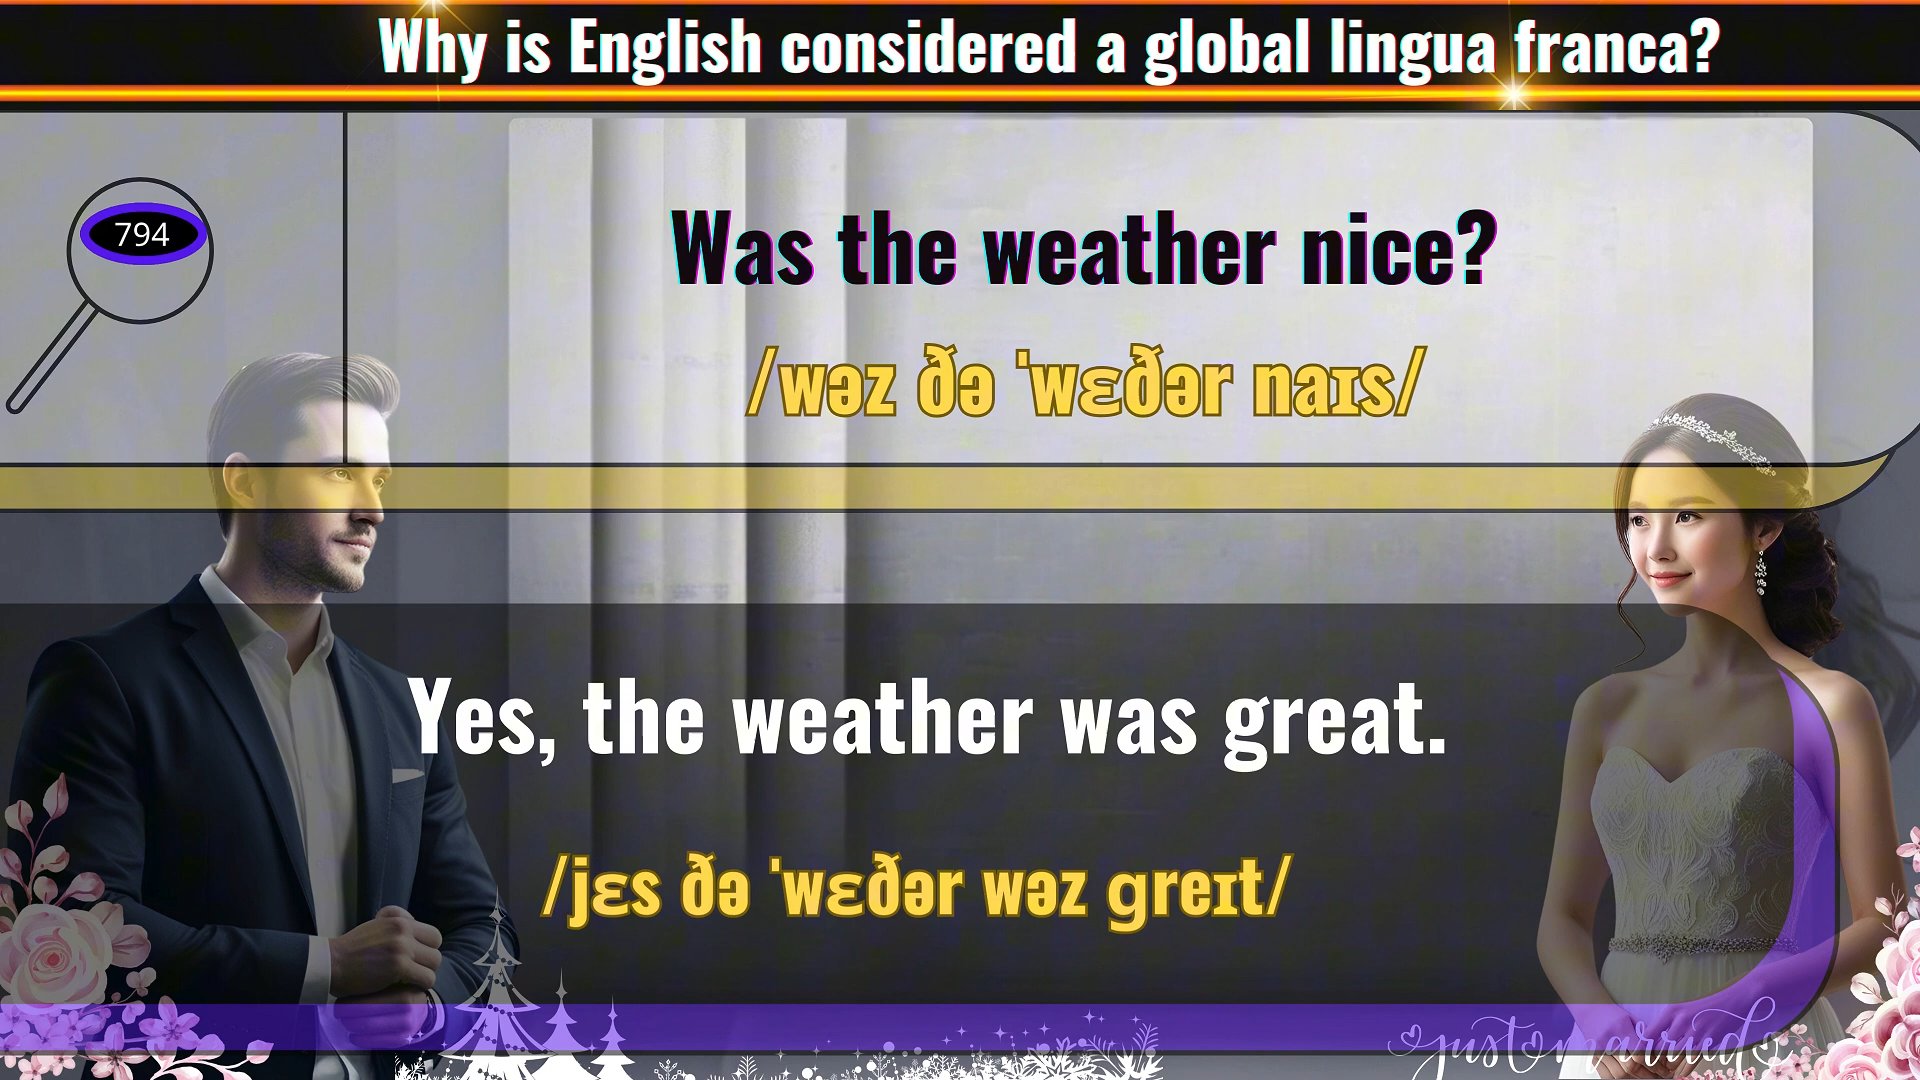 Why is English considered a global lingua franca?
794
Was the weather nice?
/wəz ðə ˈwɛðər naɪs/
Yes, the weather was great.
/jɛs ðə ˈwɛðər wəz ɡreɪt/
just married